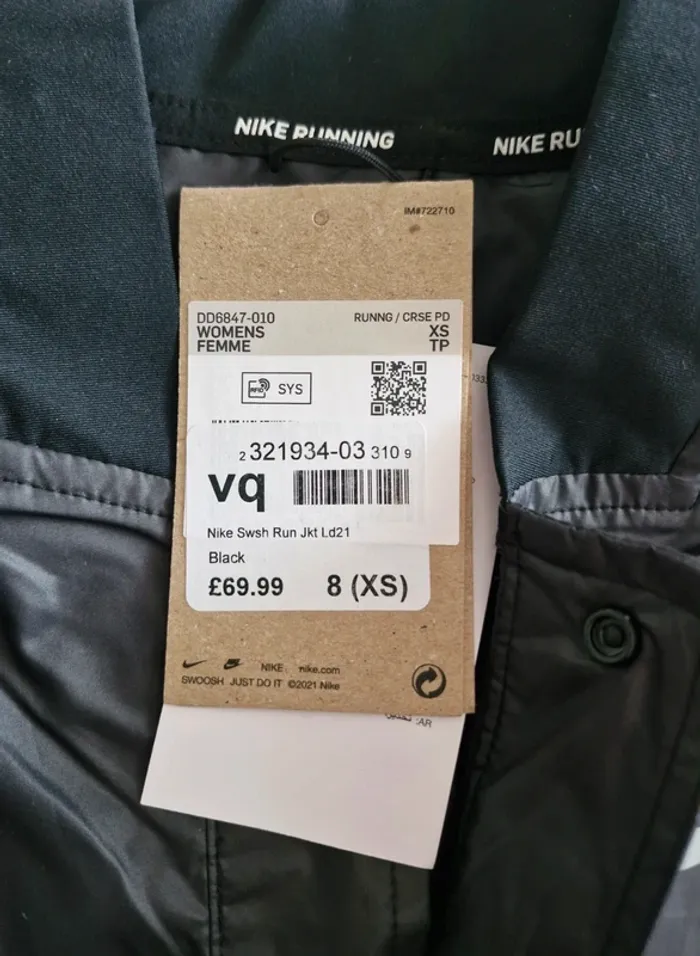 NIKE RUNNING
NIKE RU
IM#722710
DD6847-010
RUNNG / CRSE PD
WOMENS
XS
FEMME
TP
RFID
SYS
2 321934-03 310 9
vq
Nike Swsh Run Jkt Ld21
Black
£69.99 8 (XS)
NIKE nike.com
SWOOSH JUST DO IT ©2021 Nike